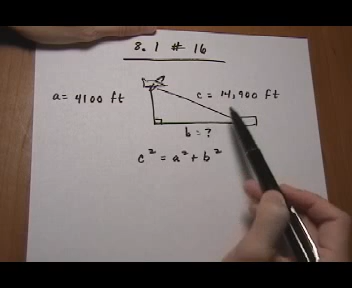 8.1 # 16
a = 4100 ft
c = 14,900 ft
b = ?
c² = a² + b²